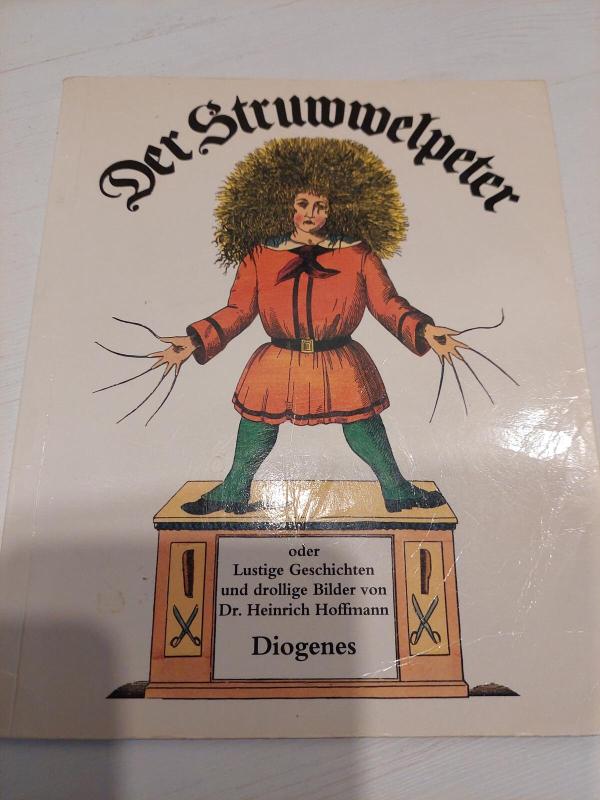 Der Struwwelpeter
oder
Lustige Geschichten
und drollige Bilder von
Dr. Heinrich Hoffmann
Diogenes